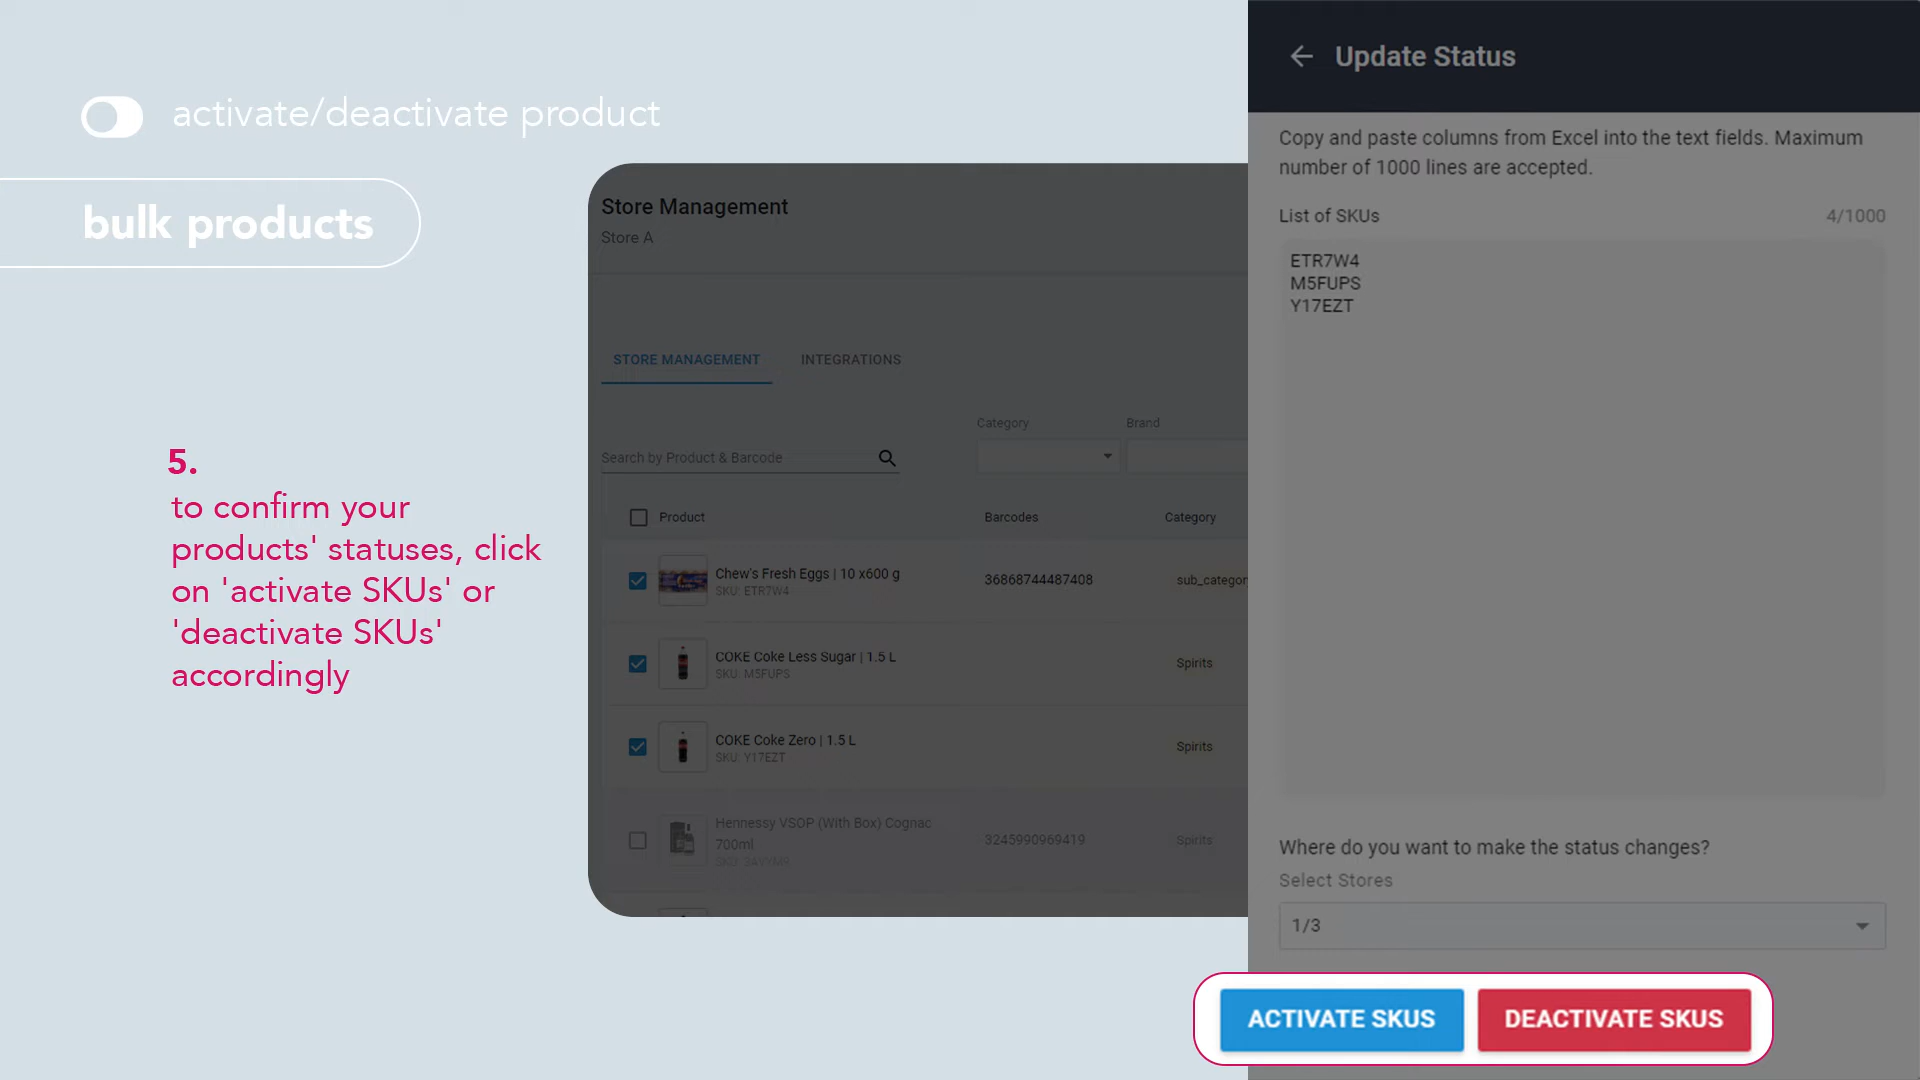 activate/deactivate product
bulk products
5.
to confirm your
products' statuses, click
on 'activate SKUs' or
'deactivate SKUs'
accordingly
Store Management
Store A
STORE MANAGEMENT
INTEGRATIONS
Category
Brand
Search by Product & Barcode
Product
Barcodes
Category
Chew's Fresh Eggs | 10 x600 g
SKU: ETR7W4
36868744487408
sub_categor
COKE Coke Less Sugar | 1.5 L
SKU: M5FUPS
Spirits
COKE Coke Zero | 1.5 L
SKU: Y17EZT
Spirits
Hennessy VSOP (With Box) Cognac
700ml
3245990969419
Spirits
Update Status
Copy and paste columns from Excel into the text fields. Maximum
number of 1000 lines are accepted.
List of SKUs
4/1000
ETR7W4
M5FUPS
Y17EZT
Where do you want to make the status changes?
Select Stores
1/3
ACTIVATE SKUS
DEACTIVATE SKUS